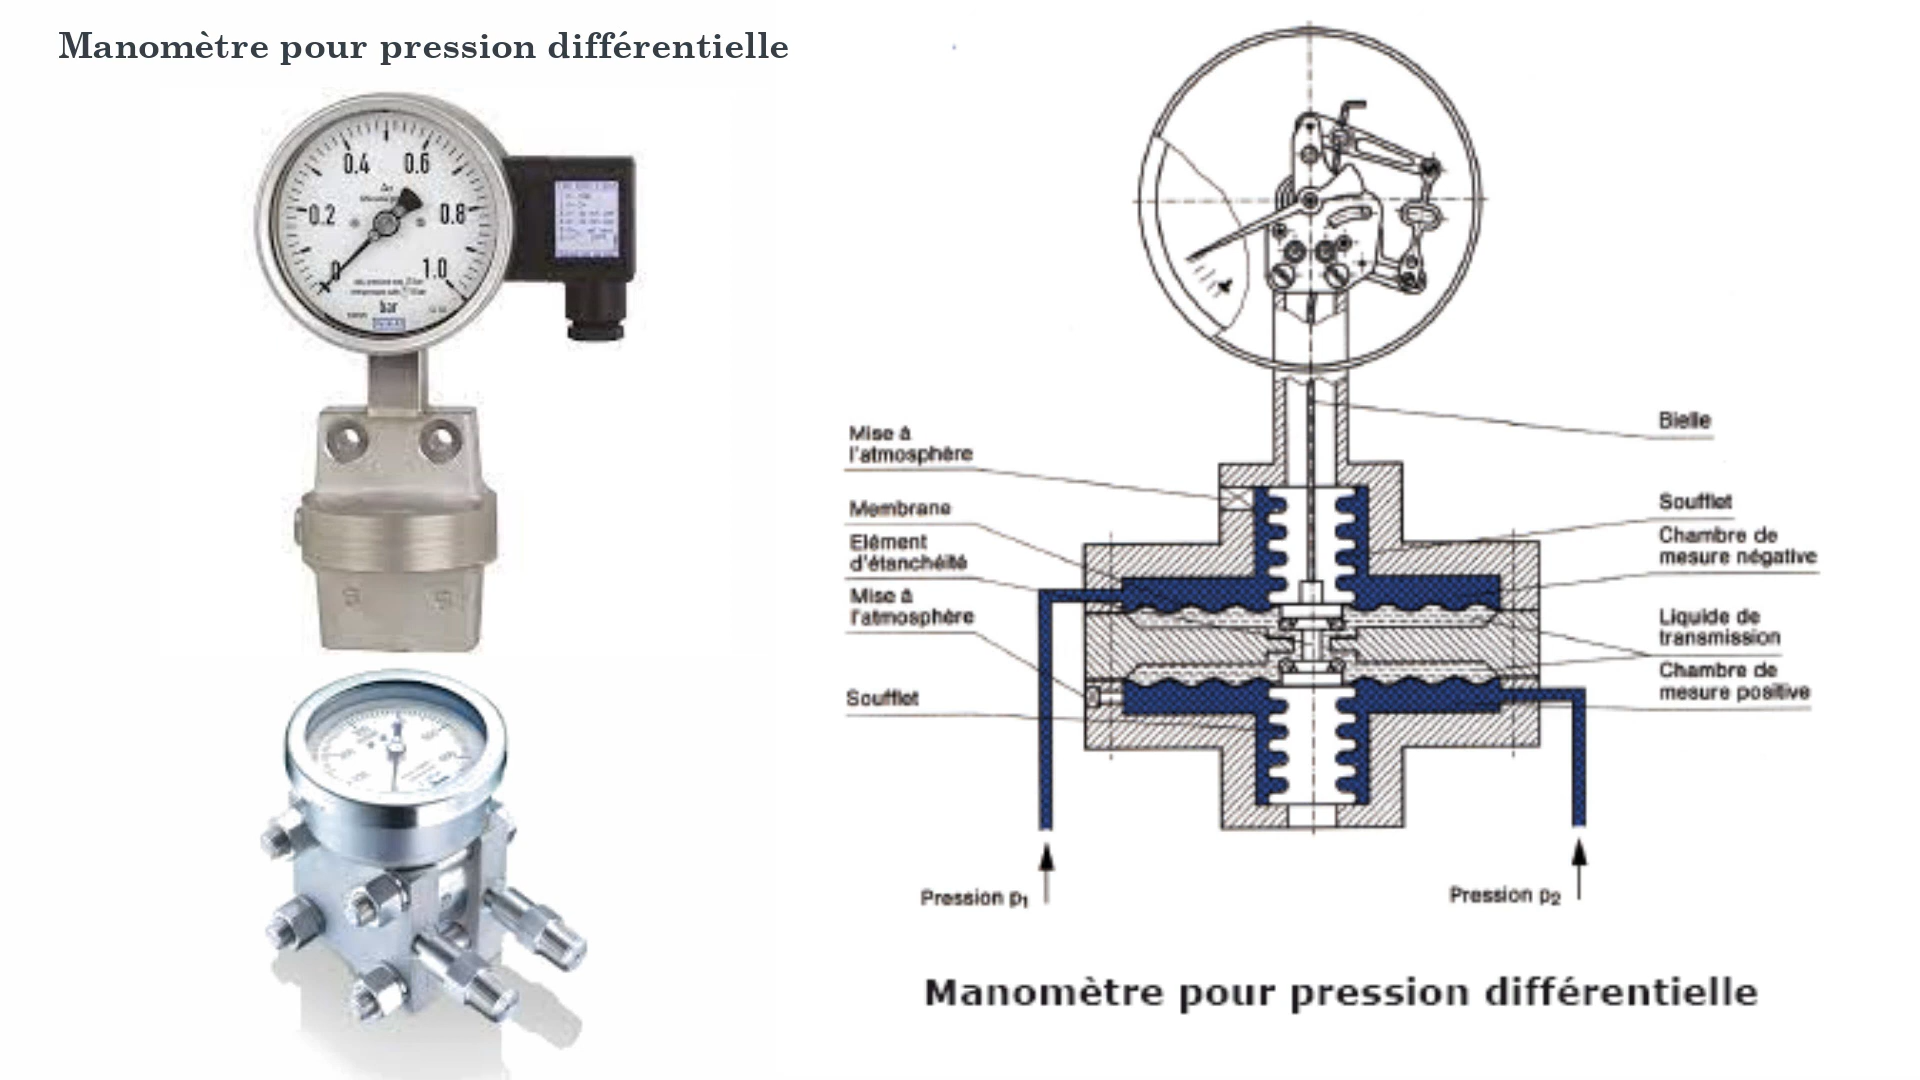 Manomètre pour pression différentielle
0.4
0.6
0.2
0.8
0
1.0
bar
Mise à
l'atmosphère
Membrane
Elément
d'étanchéité
Mise à
l'atmosphère
Soufflet
Bielle
Soufflet
Chambre de
mesure négative
Liquide de
transmission
Chambre de
mesure positive
Pression p1
Pression p2
Manomètre pour pression différentielle